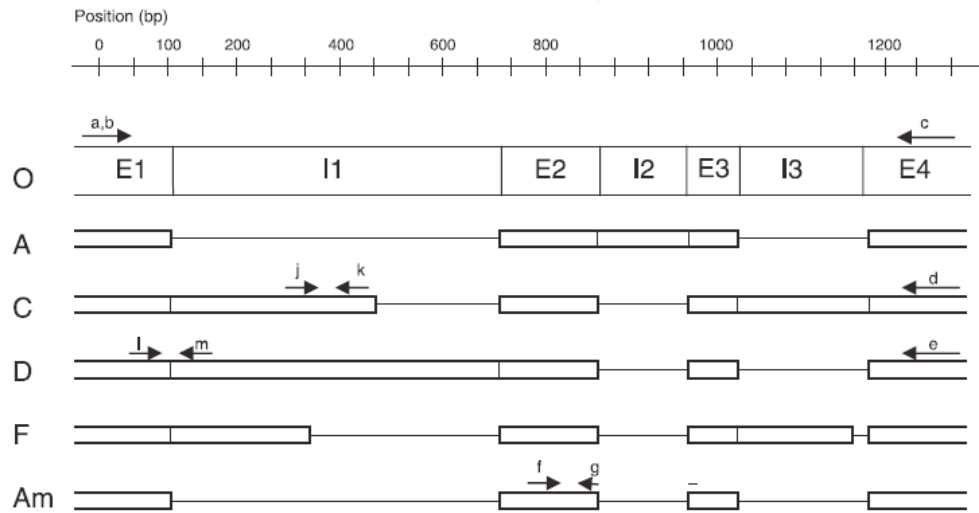 Position (bp)
0 100 200 400 600 800 1000 1200
a,b c
O E1 I1 E2 I2 E3 I3 E4
A
j k d
C
l m e
D
F
f g
Am